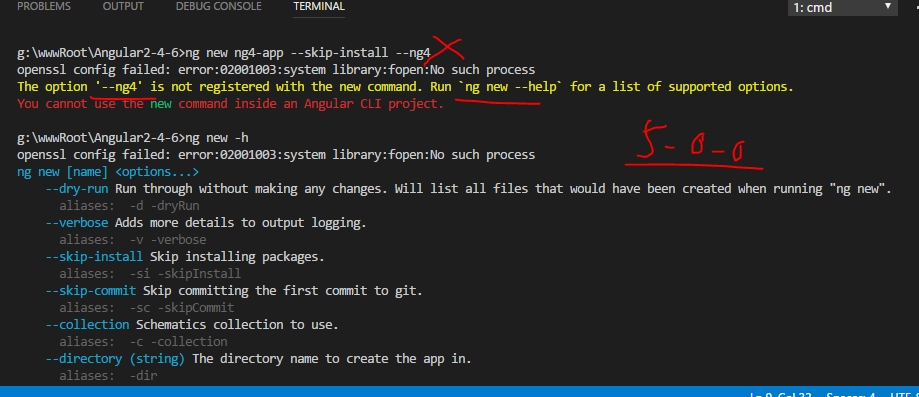 PROBLEMS OUTPUT DEBUG CONSOLE TERMINAL 1: cmd
g:\wwwRoot\Angular2-4-6>ng new ng4-app --skip-install --ng4
openssl config failed: error:02001003:system library:fopen:No such process
The option '--ng4' is not registered with the new command. Run `ng new --help` for a list of supported options.
You cannot use the new command inside an Angular CLI project.
g:\wwwRoot\Angular2-4-6>ng new -h
5-0-0
openssl config failed: error:02001003:system library:fopen:No such process
ng new [name] <options...>
--dry-run Run through without making any changes. Will list all files that would have been created when running "ng new".
aliases: -d -dryRun
--verbose Adds more details to output logging.
aliases: -v -verbose
--skip-install Skip installing packages.
aliases: -si -skipInstall
--skip-commit Skip committing the first commit to git.
aliases: -sc -skipCommit
--collection Schematics collection to use.
aliases: -c -collection
--directory (string) The directory name to create the app in.
aliases: -dir